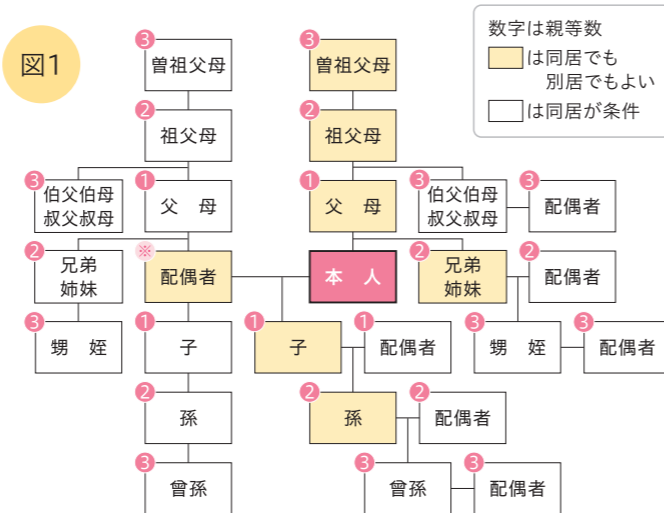 図1
数字は親等数
は同居でも
別居でもよい
は同居が条件
3
曽祖父母
3
曽祖父母
2
祖父母
2
祖父母
3
伯父伯母
叔父叔母
1
父 母
1
父 母
3
伯父伯母
叔父叔母
3
配偶者
2
兄弟
姉妹
※
配偶者
本 人
2
兄弟
姉妹
2
配偶者
3
甥 姪
1
子
1
子
1
配偶者
3
甥 姪
3
配偶者
2
孫
2
孫
2
配偶者
3
曾孫
3
曾孫
3
配偶者